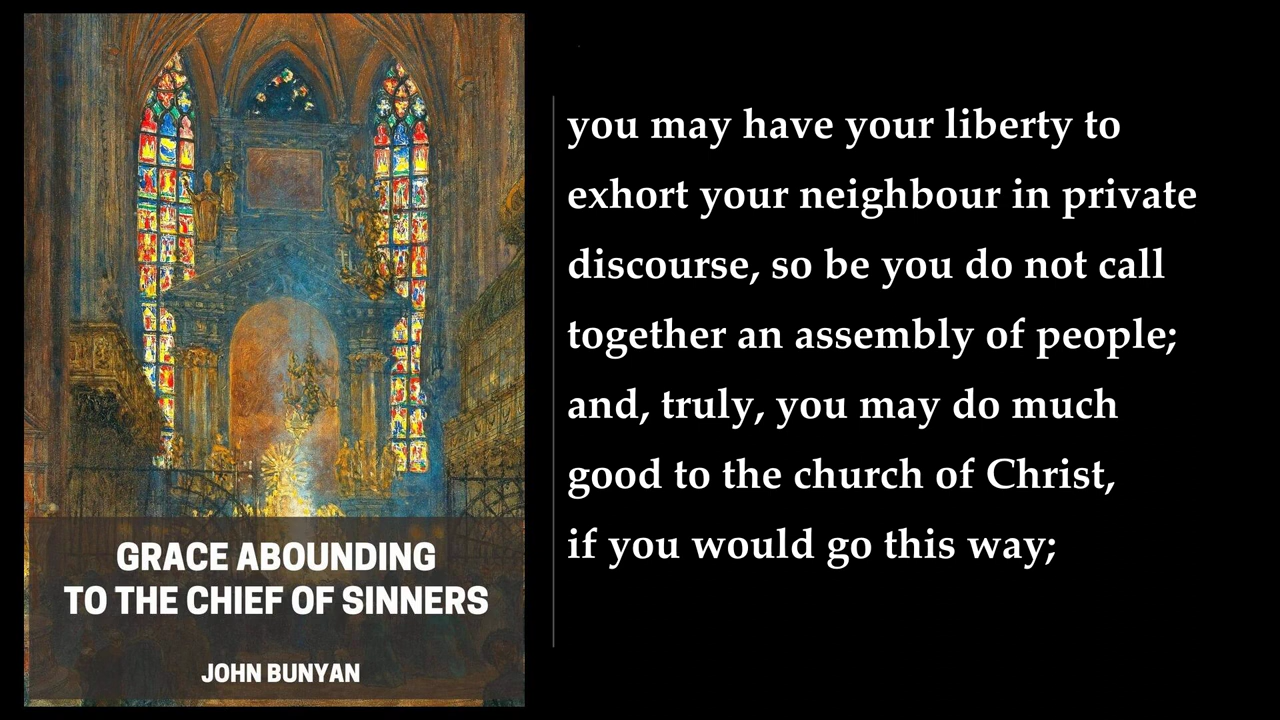 GRACE ABOUNDING
TO THE CHIEF OF SINNERS
JOHN BUNYAN
you may have your liberty to
exhort your neighbour in private
discourse, so be you do not call
together an assembly of people;
and, truly, you may do much
good to the church of Christ,
if you would go this way;